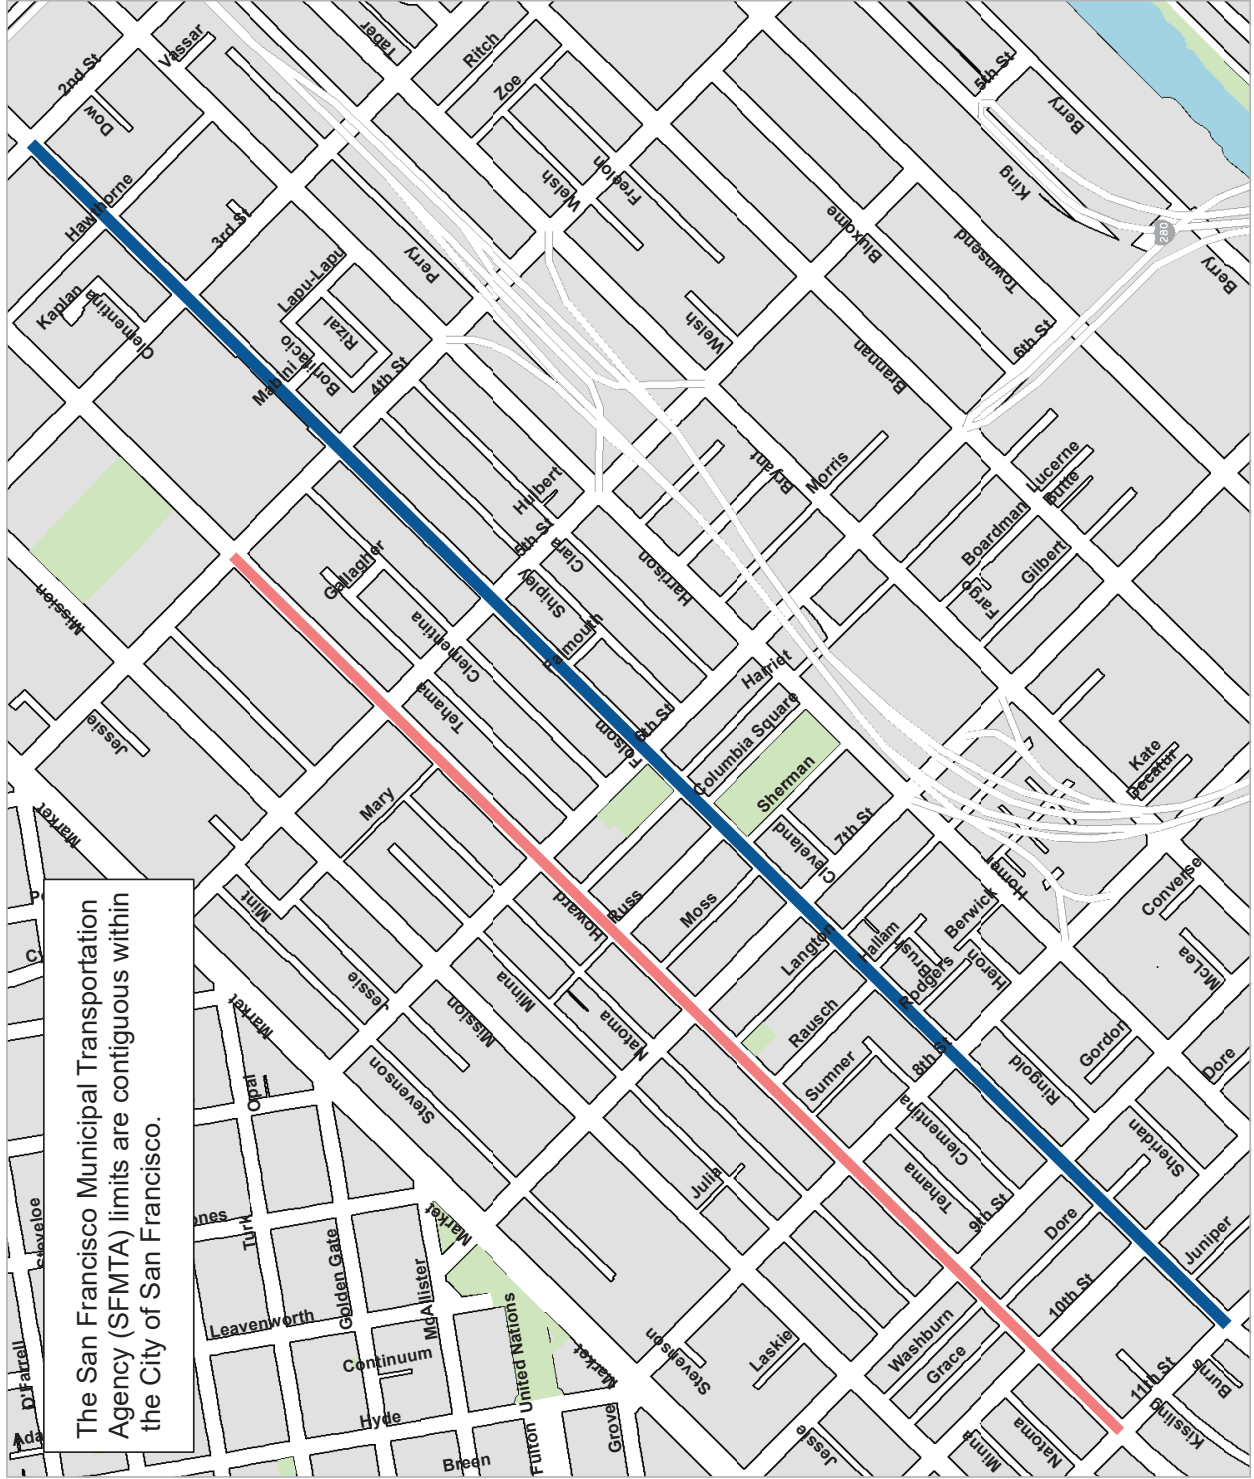 The San Francisco Municipal Transportation
Agency (SFMTA) limits are contiguous within
the City of San Francisco.
2nd St
Vassar
Dow
Taber
Ritch
Zoe
5th St
Berry
Hawthorne
3rd St
Welsh
Freelon
King
280
Kaplan
Clementina
Lapu-Lapu
Perry
Bluxome
Townsend
Berry
Rizal
Bonifacio
Mabini
4th St
Welsh
Brannan
6th St
Mission
Hulbert
Bryant
Morris
Lucerne
Butte
5th St
Clara
Boardman
Gallagher
Shipley
Harrison
Gilbert
Fargo
Clementina
Falmouth
Harriet
Jessie
Tehama
Folsom
6th St
Columbia Square
Sherman
Kate
Decatur
Market
Mary
Cleveland
7th St
Homer
Mint
Howard
Russ
Moss
Langton
Hallam
Brush
Berwick
Converse
Rodgers
Heron
McLea
Jessie
Minna
Mission
Natoma
Market
Rausch
Gordon
Opal
Stevenson
Sumner
8th St
Ringold
Dore
Clementina
Sheridan
Julia
Tehama
9th St
Dore
Juniper
Turk
Market
Golden Gate
McAllister
10th St
Leavenworth
Continuum
United Nations
Market
Stevenson
Laskie
Washburn
Grace
11th St
Burns
Kissling
O'Farrell
Hyde
Fulton
Grove
Breen
Jessie
Minna
Natoma